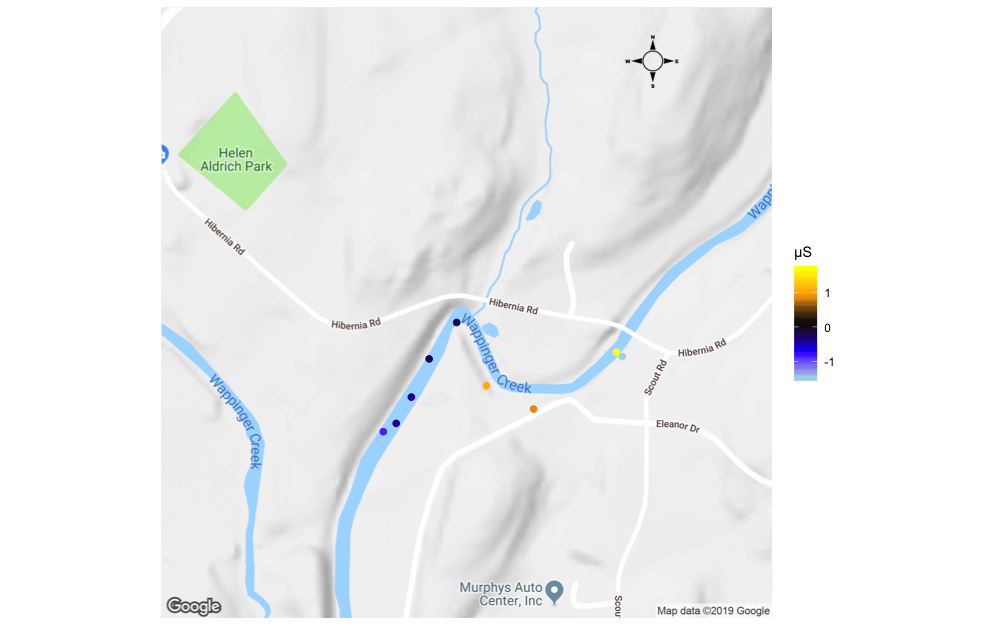 N
W E
S
Helen
Aldrich Park
Wappi
Hibernia Rd
µS
Hibernia Rd
1
Hibernia Rd
Wappinger Creek
0
Hibernia Rd
-1
Scout Rd
Wappinger Creek
Eleanor Dr
Murphys Auto
Center, Inc
Scou
Google
Map data ©2019 Google